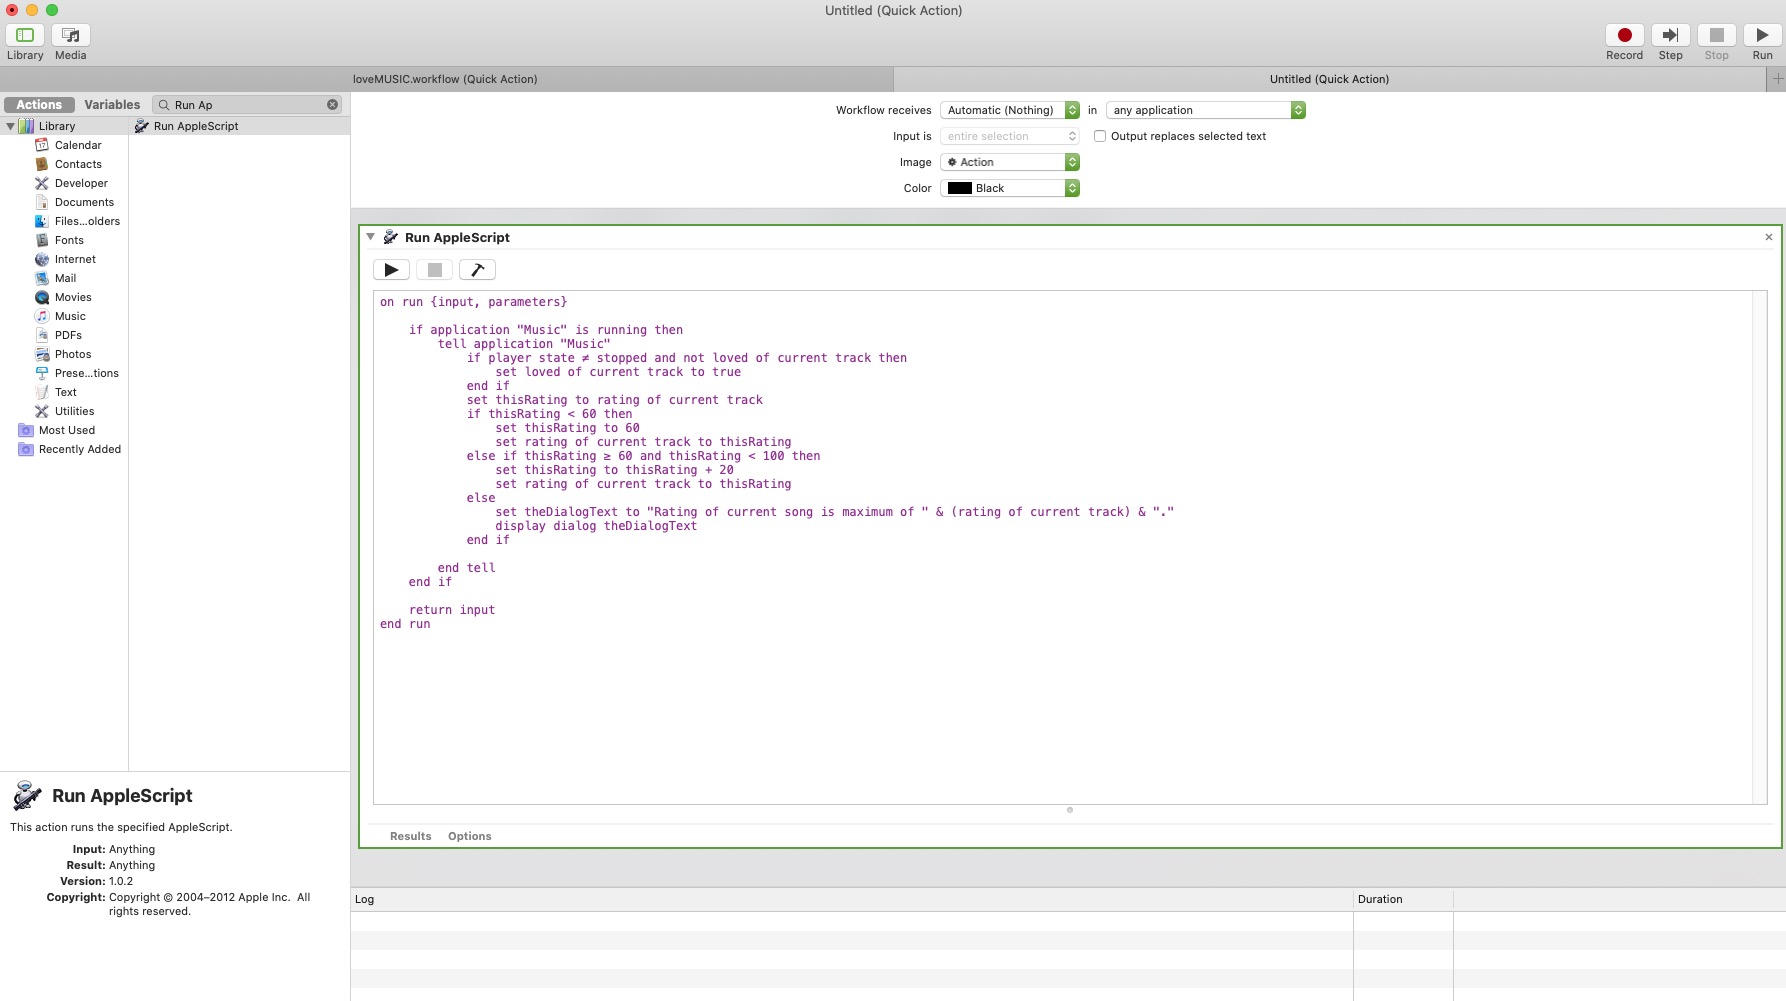 Untitled (Quick Action)
Library
Media
Record
Step
Stop
Run
loveMUSIC.workflow (Quick Action)
Untitled (Quick Action)
Actions
Variables
Run Ap
Library
Calendar
Contacts
Developer
Documents
Files...olders
Fonts
Internet
Mail
Movies
Music
PDFs
Photos
Prese...tions
Text
Utilities
Most Used
Recently Added
Run AppleScript
Workflow receives Automatic (Nothing) in any application
Input is entire selection Output replaces selected text
Image Action
Color Black
Run AppleScript
on run {input, parameters}
if application "Music" is running then
tell application "Music"
if player state ≠ stopped and not loved of current track then
set loved of current track to true
end if
set thisRating to rating of current track
if thisRating < 60 then
set thisRating to 60
set rating of current track to thisRating
else if thisRating ≥ 60 and thisRating < 100 then
set thisRating to thisRating + 20
set rating of current track to thisRating
else
set theDialogText to "Rating of current song is maximum of " & (rating of current track) & "."
display dialog theDialogText
end if
end tell
end if
return input
end run
Results Options
Run AppleScript
This action runs the specified AppleScript.
Input: Anything
Result: Anything
Version: 1.0.2
Copyright: Copyright © 2004–2012 Apple Inc. All
rights reserved.
Log
Duration